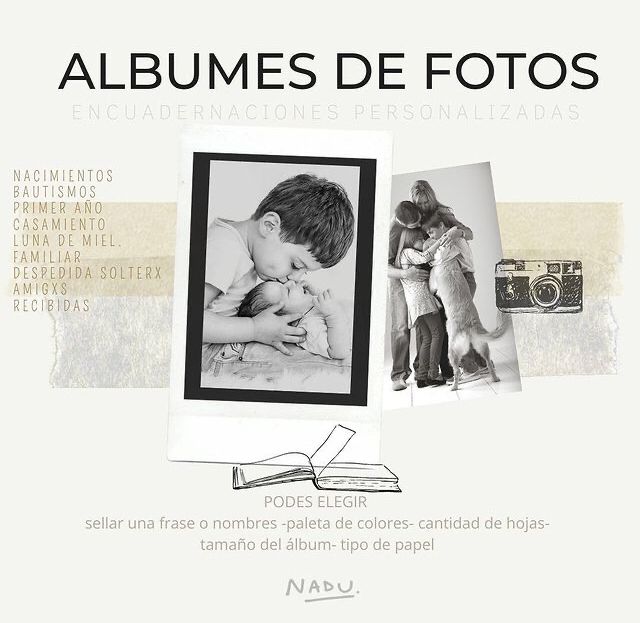 ALBUMES DE FOTOS
ENCUADERNACIONES PERSONALIZADAS
NACIMIENTOS
BAUTISMOS
PRIMER AÑO
CASAMIENTO
LUNA DE MIEL.
FAMILIAR
DESPEDIDA SOLTERX
AMIGXS
RECIBIDAS
PODES ELEGIR
sellar una frase o nombres -paleta de colores- cantidad de hojas-
tamaño del álbum- tipo de papel
NADU.